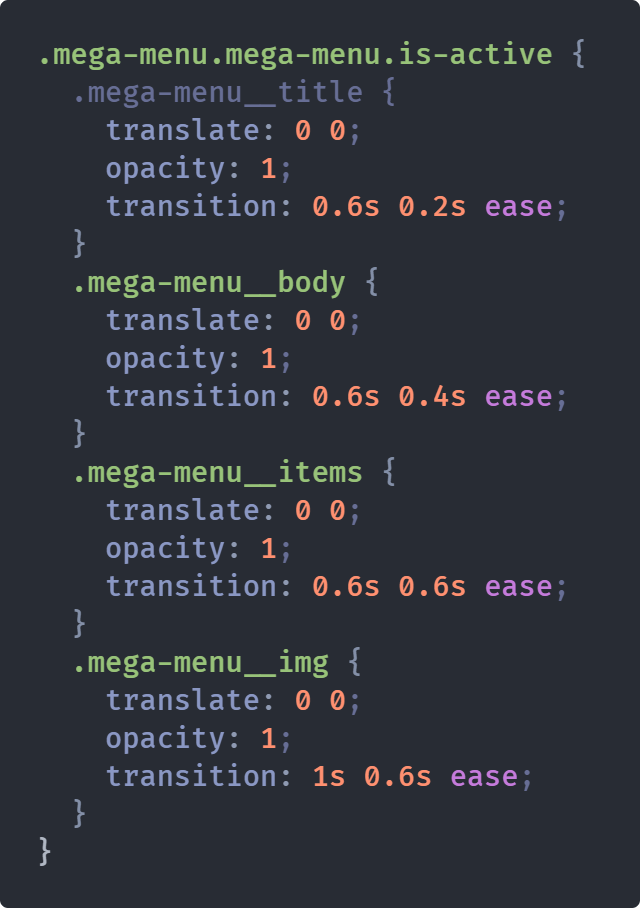 .mega-menu.mega-menu.is-active {
  .mega-menu__title {
    translate: 0 0;
    opacity: 1;
    transition: 0.6s 0.2s ease;
  }
  .mega-menu__body {
    translate: 0 0;
    opacity: 1;
    transition: 0.6s 0.4s ease;
  }
  .mega-menu__items {
    translate: 0 0;
    opacity: 1;
    transition: 0.6s 0.6s ease;
  }
  .mega-menu__img {
    translate: 0 0;
    opacity: 1;
    transition: 1s 0.6s ease;
  }
}